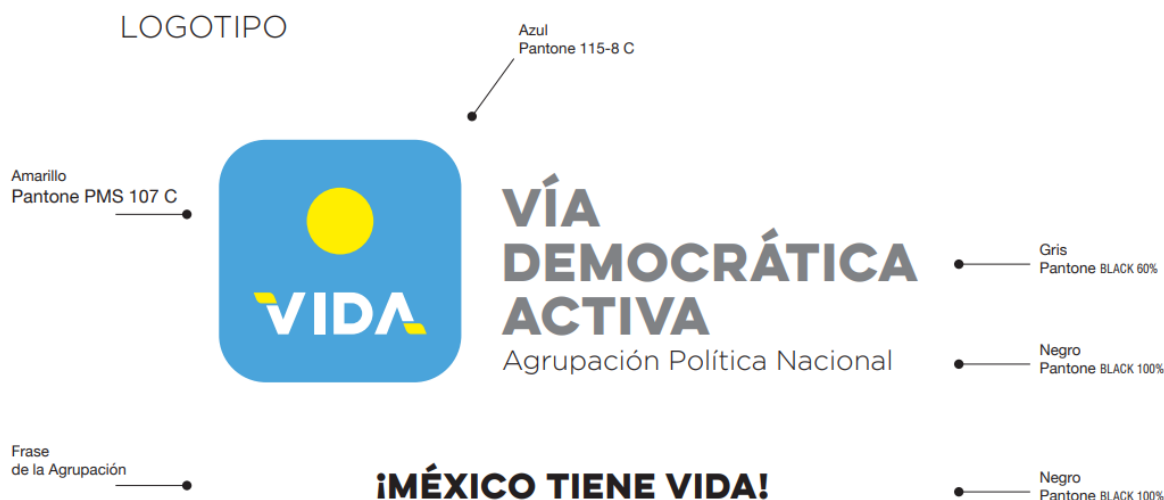 LOGOTIPO
Azul
Pantone 115-8 C
Amarillo
Pantone PMS 107 C
VIDA
VÍA
DEMOCRÁTICA
ACTIVA
Agrupación Política Nacional
Gris
Pantone BLACK 60%
Negro
Pantone BLACK 100%
Frase
de la Agrupación
¡MÉXICO TIENE VIDA!
Negro
Pantone BLACK 100%